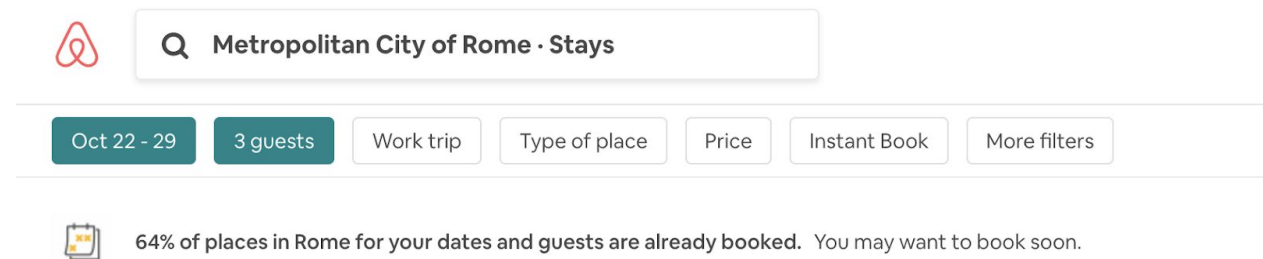 Metropolitan City of Rome · Stays
Oct 22 - 29 3 guests Work trip Type of place Price Instant Book More filters
64% of places in Rome for your dates and guests are already booked. You may want to book soon.